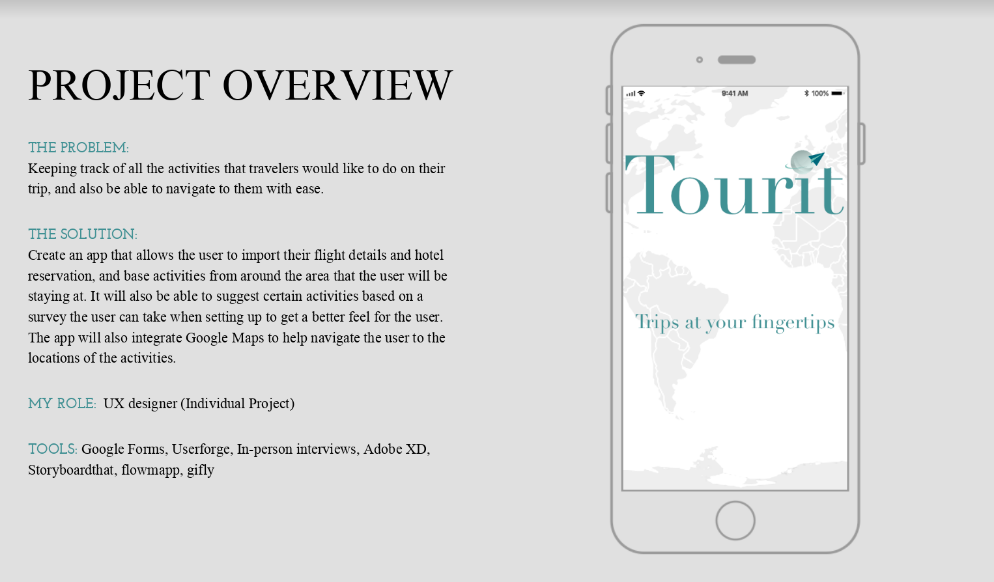 PROJECT OVERVIEW
THE PROBLEM:
Keeping track of all the activities that travelers would like to do on their
trip, and also be able to navigate to them with ease.
THE SOLUTION:
Create an app that allows the user to import their flight details and hotel
reservation, and base activities from around the area that the user will be
staying at. It will also be able to suggest certain activities based on a
survey the user can take when setting up to get a better feel for the user.
The app will also integrate Google Maps to help navigate the user to the
locations of the activities.
MY ROLE: UX designer (Individual Project)
TOOLS: Google Forms, Userforge, In-person interviews, Adobe XD,
Storyboardthat, flowmapp, gifly
9:41 AM 100%
Tourit
Trips at your fingertips